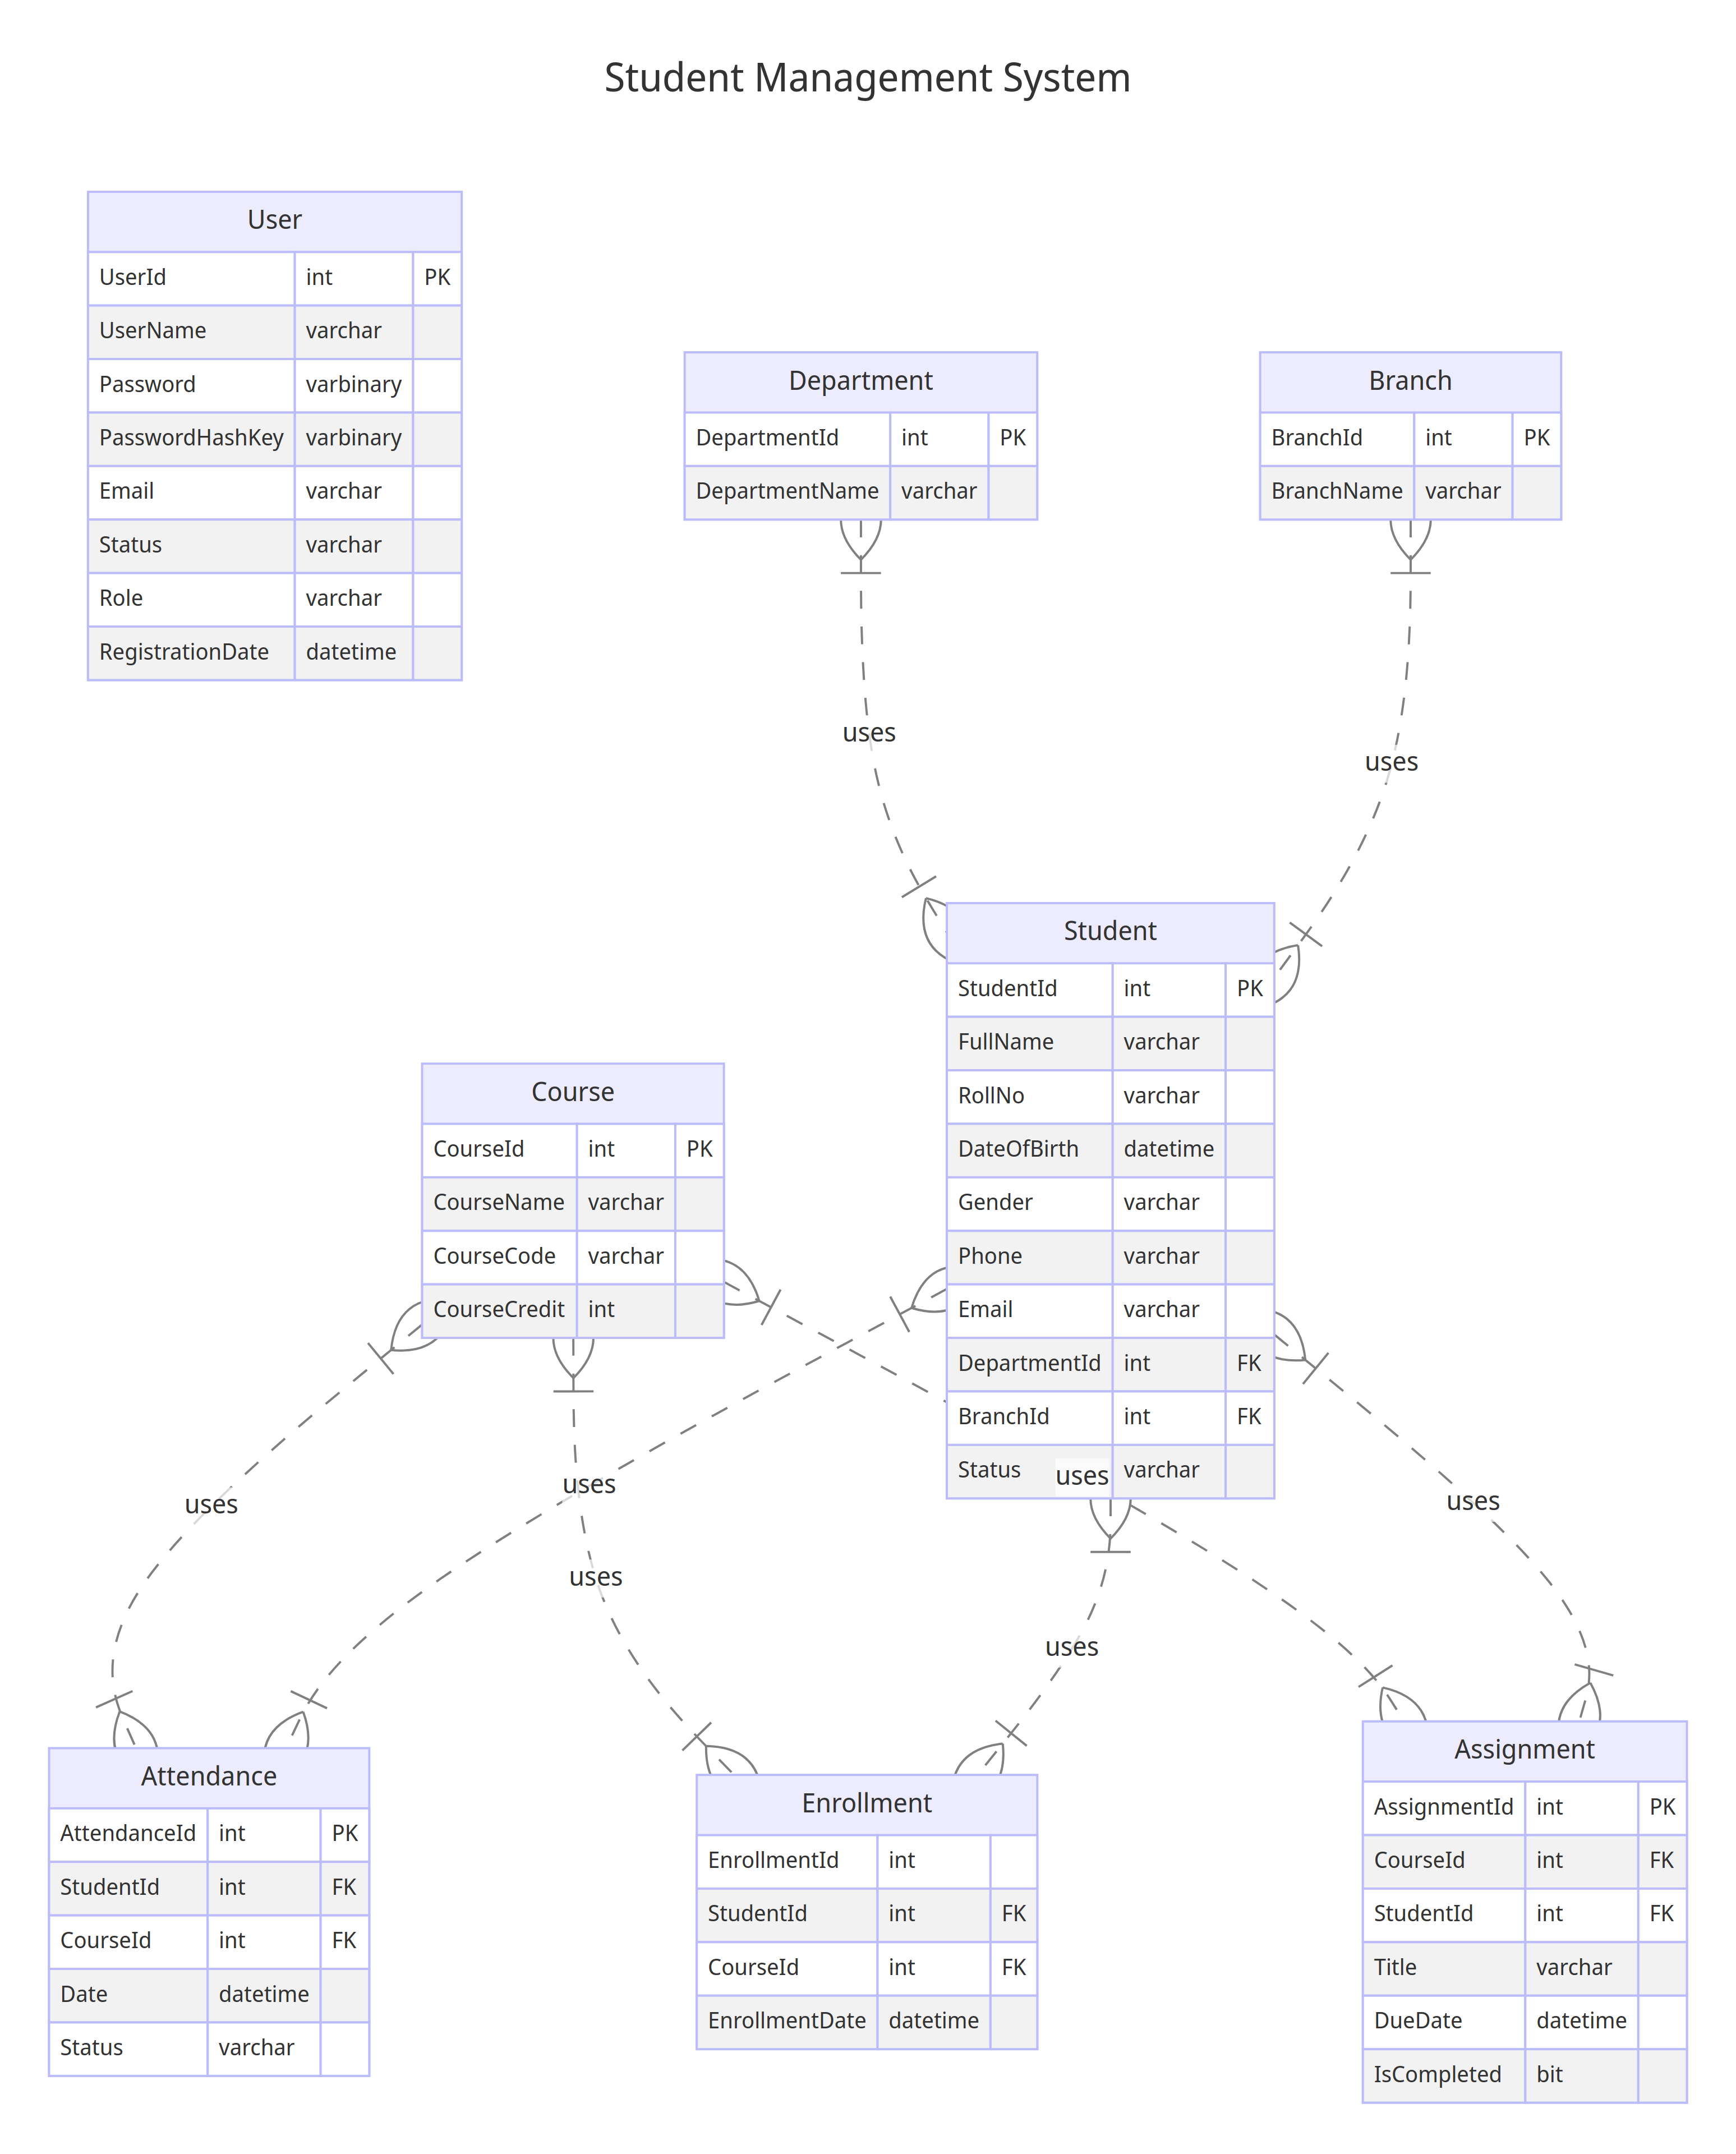 Student Management System
User
UserId int PK
UserName varchar
Password varbinary
PasswordHashKey varbinary
Email varchar
Status varchar
Role varchar
RegistrationDate datetime
Department
DepartmentId int PK
DepartmentName varchar
Branch
BranchId int PK
BranchName varchar
uses
uses
Student
StudentId int PK
FullName varchar
RollNo varchar
DateOfBirth datetime
Gender varchar
Phone varchar
Email varchar
DepartmentId int FK
BranchId int FK
Status varchar
Course
CourseId int PK
CourseName varchar
CourseCode varchar
CourseCredit int
uses
uses
uses
uses
uses
uses
Attendance
AttendanceId int PK
StudentId int FK
CourseId int FK
Date datetime
Status varchar
Enrollment
EnrollmentId int
StudentId int FK
CourseId int FK
EnrollmentDate datetime
Assignment
AssignmentId int PK
CourseId int FK
StudentId int FK
Title varchar
DueDate datetime
IsCompleted bit